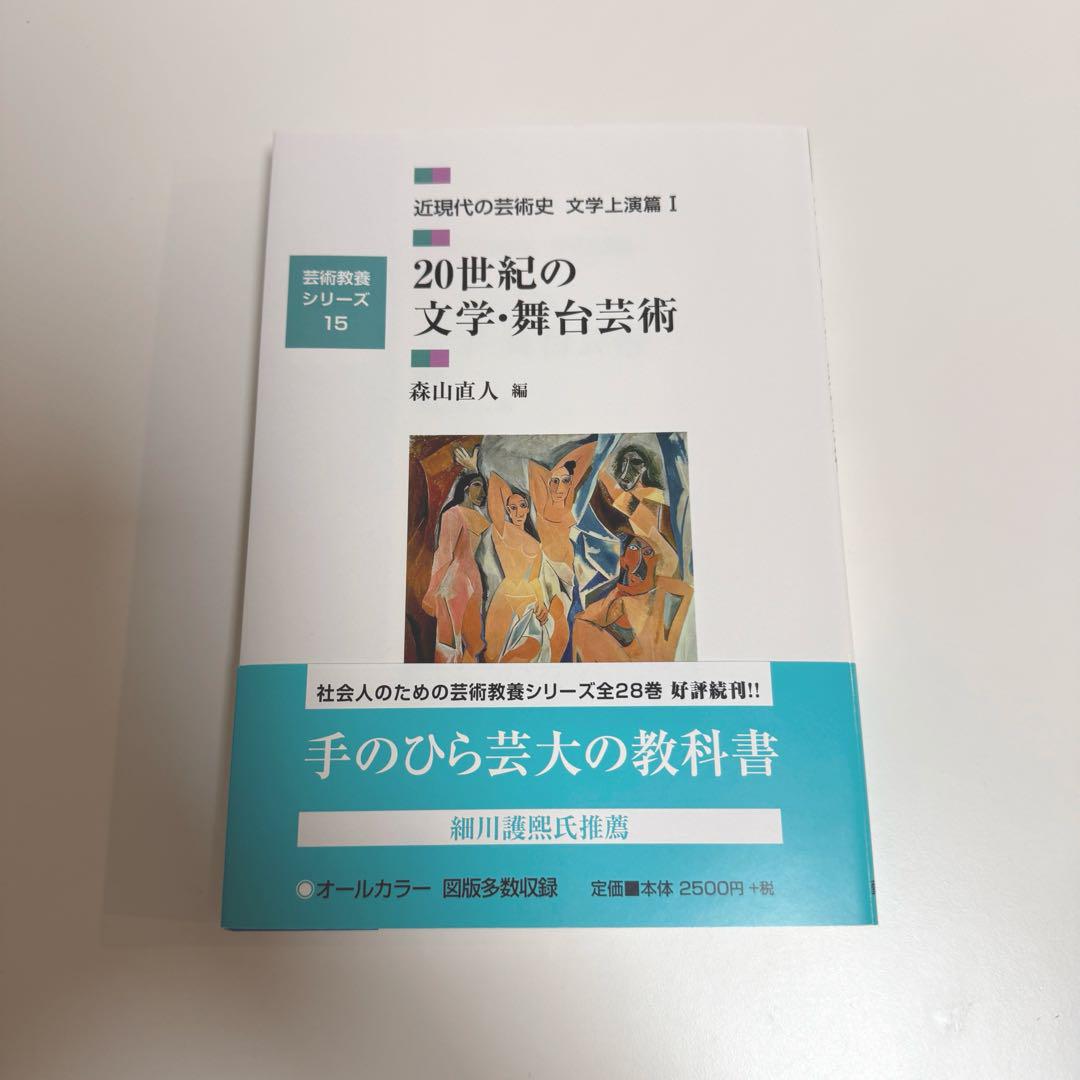 近現代の芸術史 文学上演篇 I
芸術教養
シリーズ
15
20世紀の
文学・舞台芸術
森山直人 編
社会人のための芸術教養シリーズ全28巻 好評続刊!!
手のひら芸大の教科書
細川護熙氏推薦
◉オールカラー 図版多数収録 定価■本体 2500円+税